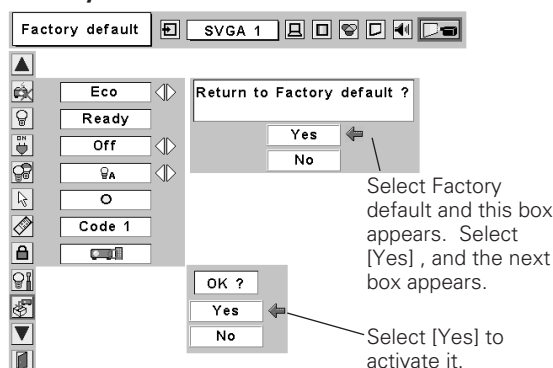 Factory default
SVGA 1
Eco
Ready
ON
Off
A
Code 1
Return to Factory default ?
Yes
No
Select Factory
default and this box
appears. Select
[Yes] , and the next
box appears.
OK ?
Yes
No
Select [Yes] to
activate it.